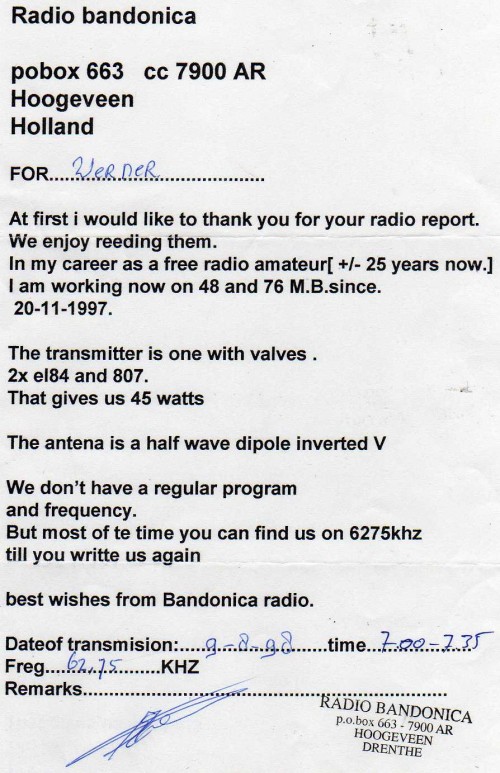 Radio bandonica
pobox 663 cc 7900 AR
Hoogeveen
Holland
FOR....Werner....................
At first i would like to thank you for your radio report.
We enjoy reeding them.
In my career as a free radio amateur[ +/- 25 years now.]
I am working now on 48 and 76 M.B.since.
20-11-1997.
The transmitter is one with valves .
2x el84 and 807.
That gives us 45 watts
The antena is a half wave dipole inverted V
We don't have a regular program
and frequency.
But most of te time you can find us on 6275khz
till you writte us again
best wishes from Bandonica radio.
Dateof transmision:....9-8-98......time..7.00-7.35
Freg....62,75.......KHZ
Remarks..............................................................
RADIO BANDONICA
p.o.box 663 - 7900 AR
HOOGEVEEN
DRENTHE